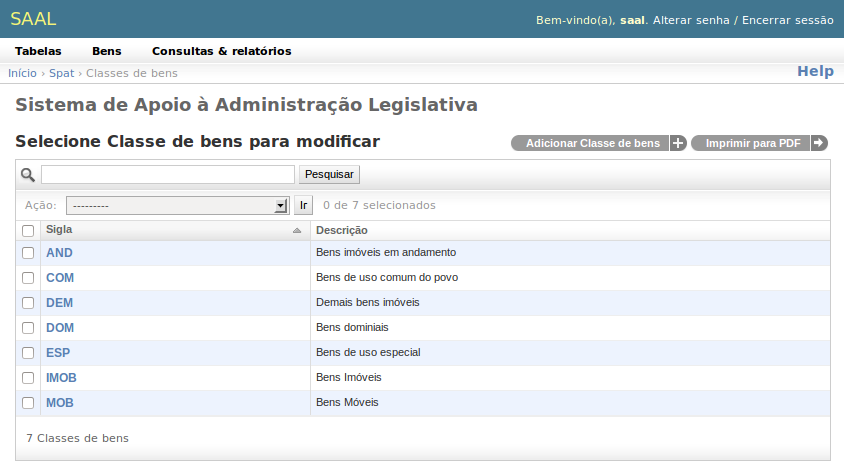 SAAL
Bem-vindo(a), saal. Alterar senha / Encerrar sessão
Tabelas Bens Consultas & relatórios
Início › Spat › Classes de bens
Help
Sistema de Apoio à Administração Legislativa
Selecione Classe de bens para modificar
Adicionar Classe de bens
Imprimir para PDF
Pesquisar
Ação: --------- Ir 0 de 7 selecionados
Sigla Descrição
AND Bens imóveis em andamento
COM Bens de uso comum do povo
DEM Demais bens imóveis
DOM Bens dominiais
ESP Bens de uso especial
IMOB Bens Imóveis
MOB Bens Móveis
7 Classes de bens